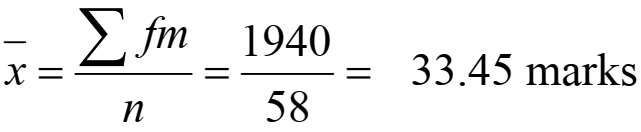 x̄ = ∑ fm / n = 1940 / 58 = 33.45 marks